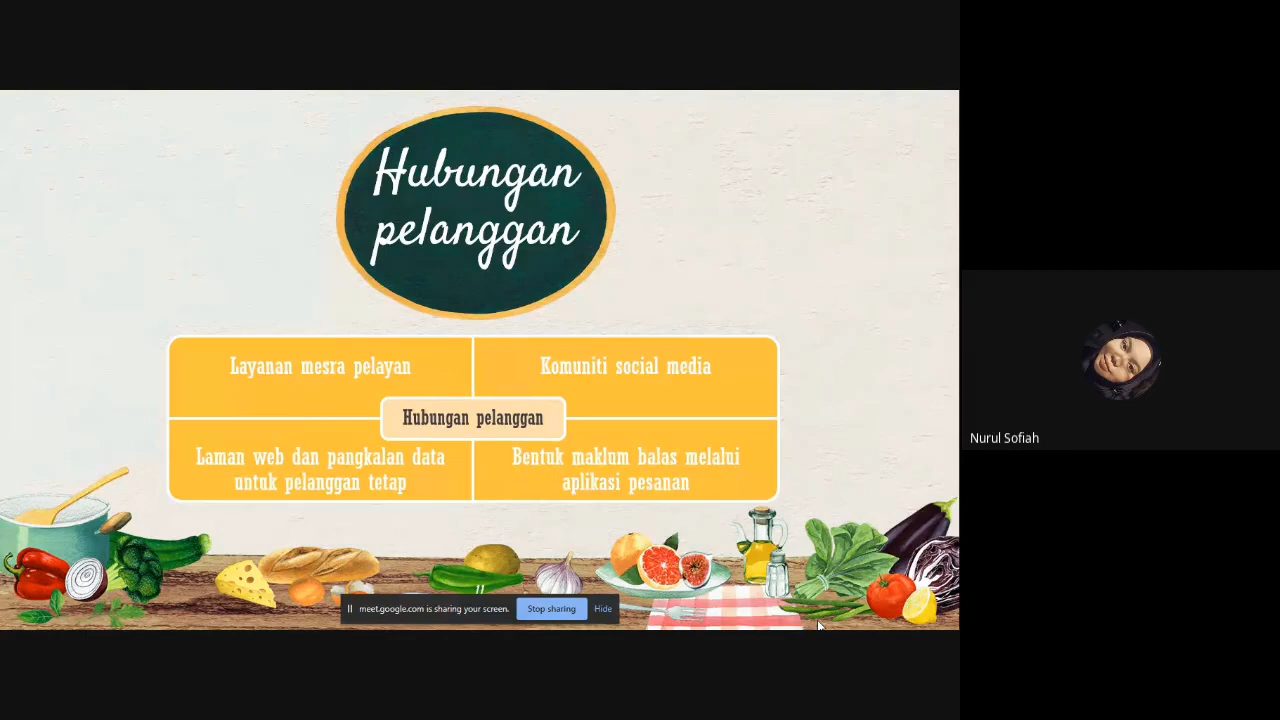 Hubungan
pelanggan
Layanan mesra pelayan
Komuniti social media
Hubungan pelanggan
Laman web dan pangkalan data
untuk pelanggan tetap
Bentuk maklum balas melalui
aplikasi pesanan
meet.google.com is sharing your screen.
Stop sharing
Hide
Nurul Sofiah